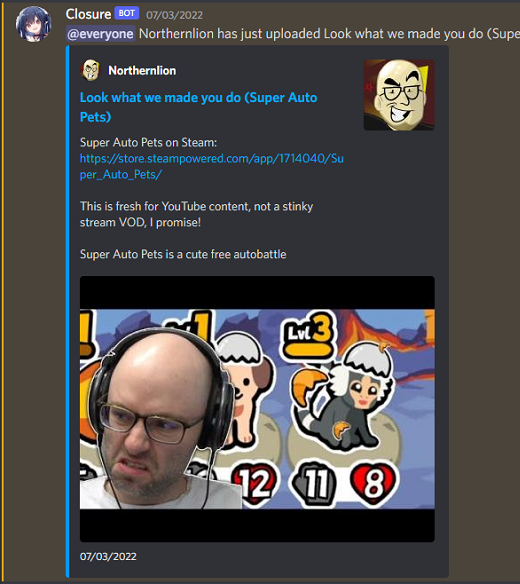 Closure BOT 07/03/2022
@everyone Northernlion has just uploaded Look what we made you do (Supe
Northernlion
Look what we made you do (Super Auto
Pets)
Super Auto Pets on Steam:
https://store.steampowered.com/app/1714040/Su
per_Auto_Pets/
This is fresh for YouTube content, not a stinky
stream VOD, I promise!
Super Auto Pets is a cute free autobattle
Lvl3
12 11 8
07/03/2022